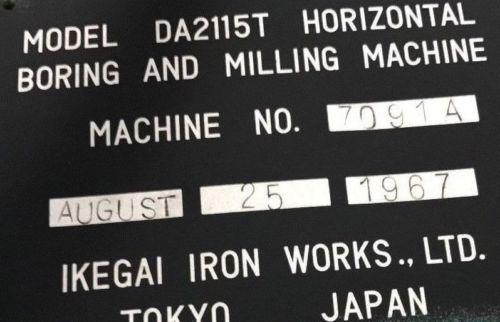 MODEL DA2115T HORIZONTAL
BORING AND MILLING MACHINE
MACHINE NO. 7091A
AUGUST 25 1967
IKEGAI IRON WORKS., LTD.
TOKYO JAPAN